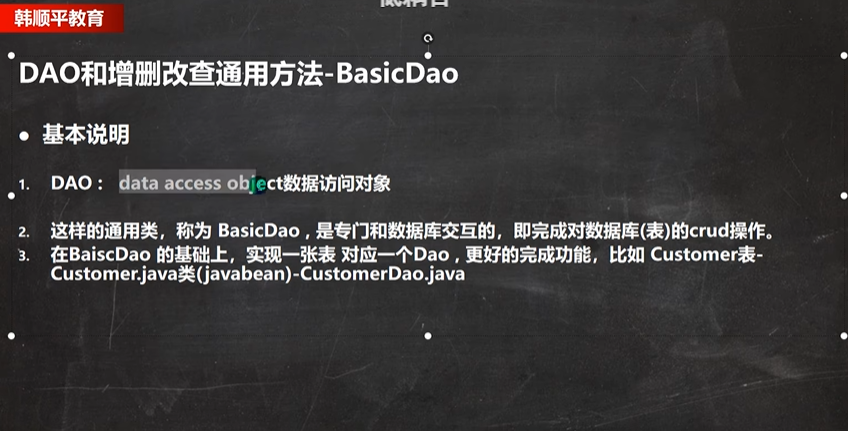 韩顺平教育
DAO和增删改查通用方法-BasicDao
● 基本说明
1. DAO： data access object数据访问对象
2. 这样的通用类，称为 BasicDao , 是专门和数据库交互的，即完成对数据库(表)的crud操作。
3. 在BaiscDao 的基础上，实现一张表 对应一个Dao , 更好的完成功能，比如 Customer表-
Customer.java类(javabean)-CustomerDao.java